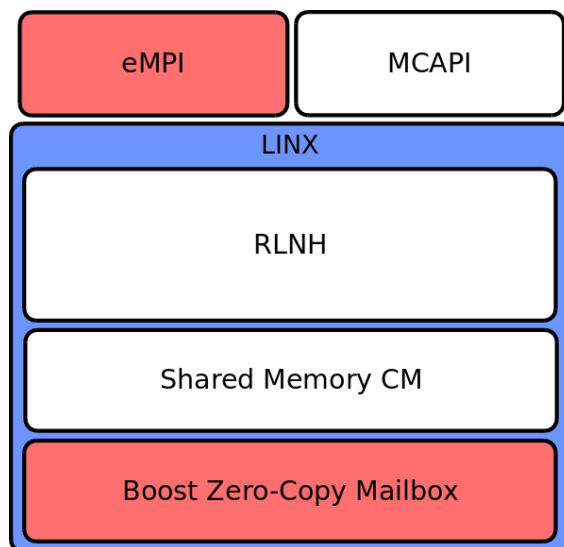 eMPI
MCAPI
LINX
RLNH
Shared Memory CM
Boost Zero-Copy Mailbox